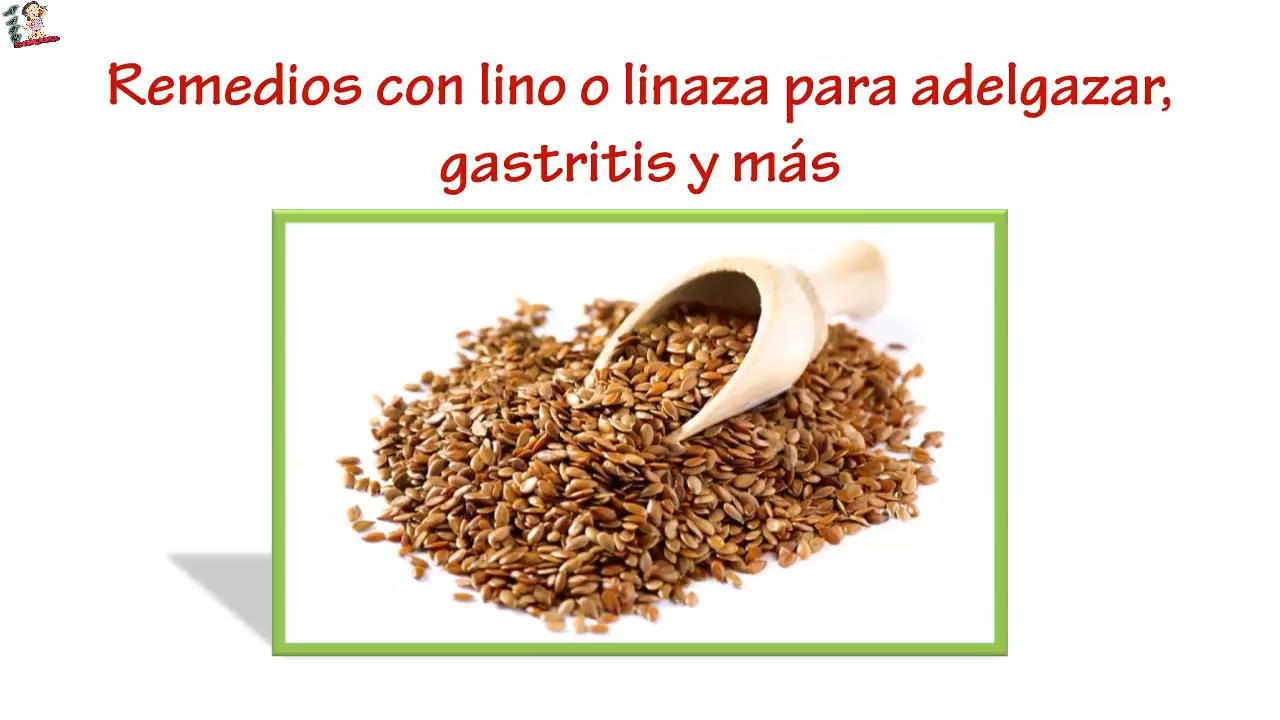 Remedios con lino o linaza para adelgazar,
gastritis y más